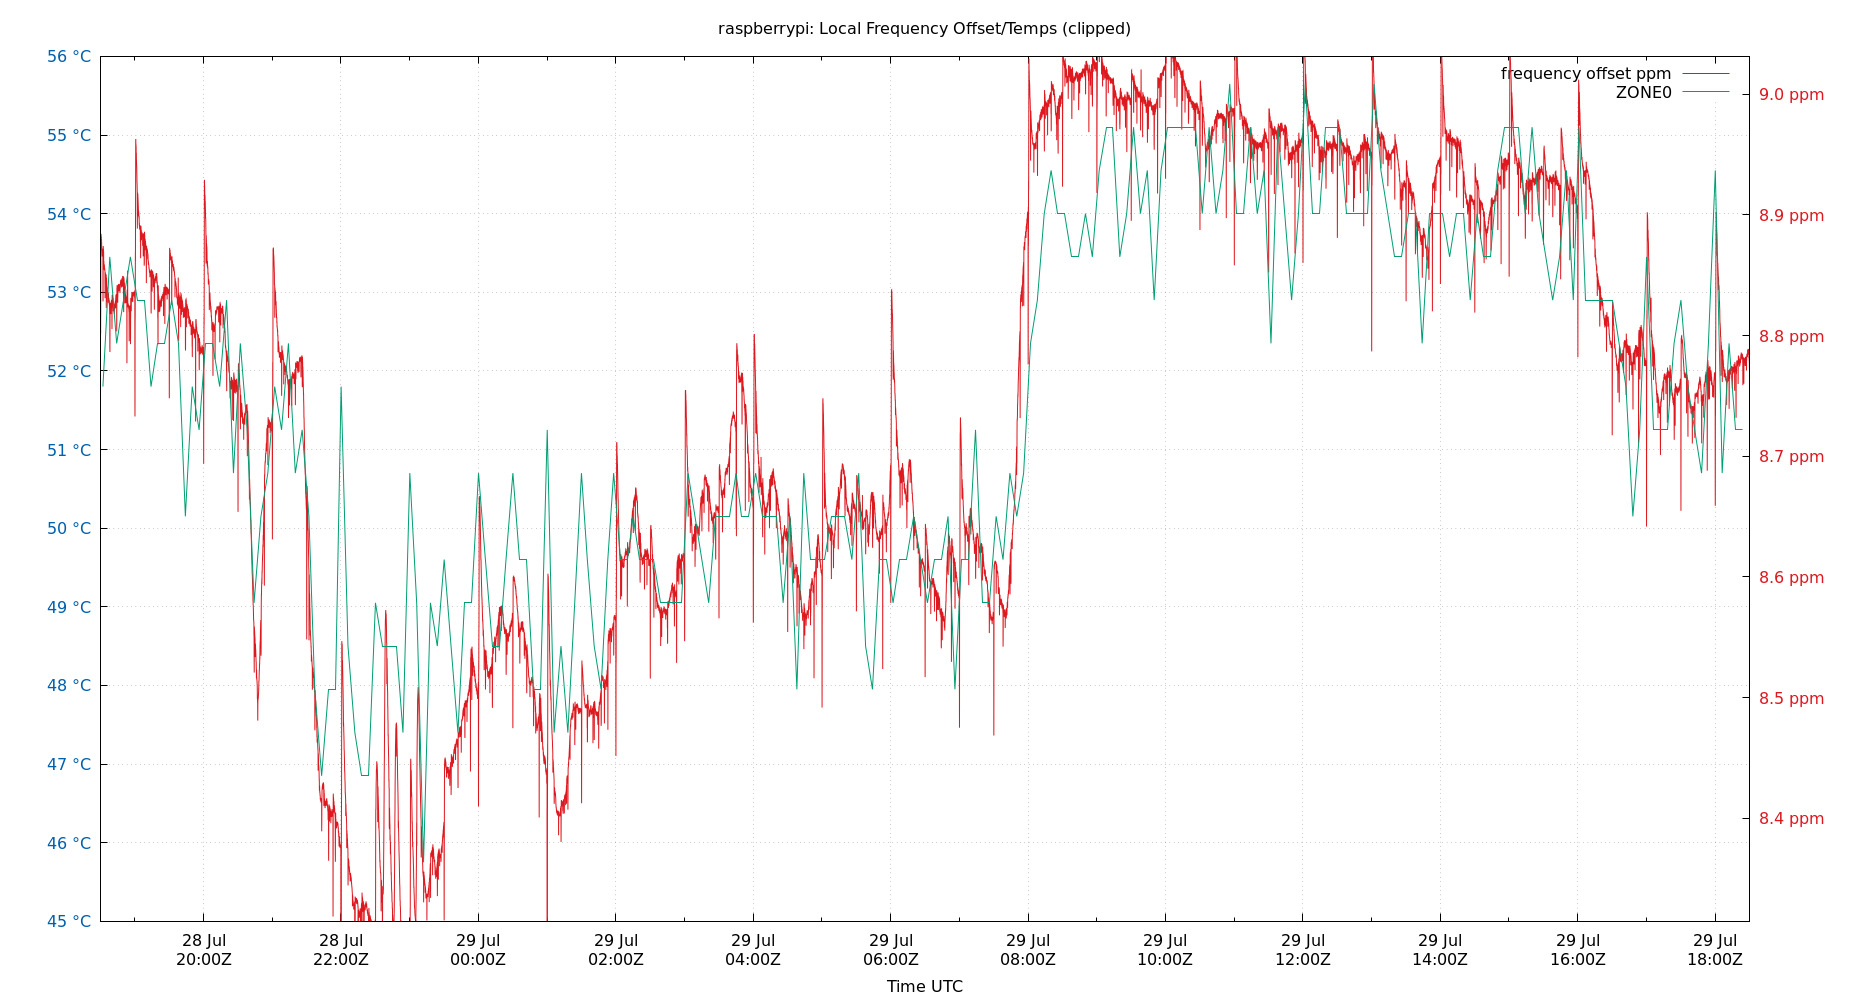 raspberrypi: Local Frequency Offset/Temps (clipped)
56 °C
55 °C
54 °C
53 °C
52 °C
51 °C
50 °C
49 °C
48 °C
47 °C
46 °C
45 °C
frequency offset ppm
ZONE0
9.0 ppm
8.9 ppm
8.8 ppm
8.7 ppm
8.6 ppm
8.5 ppm
8.4 ppm
28 Jul
20:00Z
28 Jul
22:00Z
29 Jul
00:00Z
29 Jul
02:00Z
29 Jul
04:00Z
29 Jul
06:00Z
29 Jul
08:00Z
29 Jul
10:00Z
29 Jul
12:00Z
29 Jul
14:00Z
29 Jul
16:00Z
29 Jul
18:00Z
Time UTC